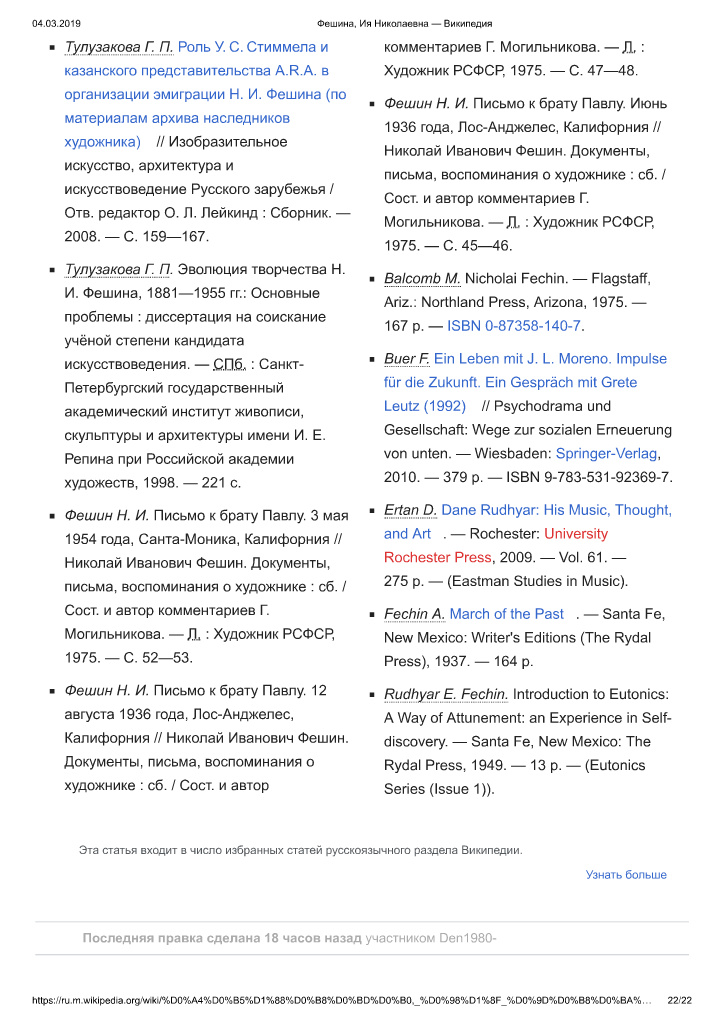 04.03.2019
Фешина, Ия Николаевна — Википедия
Тулузакова Г. П. Роль У. С. Стиммела и
казанского представительства A.R.A. в
организации эмиграции Н. И. Фешина (по
материалам архива наследников
художника) // Изобразительное
искусство, архитектура и
искусствоведение Русского зарубежья /
Отв. редактор О. Л. Лейкинд : Сборник. —
2008. — С. 159—167.
Тулузакова Г. П. Эволюция творчества Н.
И. Фешина, 1881—1955 гг.: Основные
проблемы : диссертация на соискание
учёной степени кандидата
искусствоведения. — СПб. : Санкт-
Петербургский государственный
академический институт живописи,
скульптуры и архитектуры имени И. Е.
Репина при Российской академии
художеств, 1998. — 221 с.
Фешин Н. И. Письмо к брату Павлу. 3 мая
1954 года, Санта-Моника, Калифорния //
Николай Иванович Фешин. Документы,
письма, воспоминания о художнике : сб. /
Сост. и автор комментариев Г.
Могильникова. — Л. : Художник РСФСР,
1975. — С. 52—53.
Фешин Н. И. Письмо к брату Павлу. 12
августа 1936 года, Лос-Анджелес,
Калифорния // Николай Иванович Фешин.
Документы, письма, воспоминания о
художнике : сб. / Сост. и автор
комментариев Г. Могильникова. — Л. :
Художник РСФСР, 1975. — С. 47—48.
Фешин Н. И. Письмо к брату Павлу. Июнь
1936 года, Лос-Анджелес, Калифорния //
Николай Иванович Фешин. Документы,
письма, воспоминания о художнике : сб. /
Сост. и автор комментариев Г.
Могильникова. — Л. : Художник РСФСР,
1975. — С. 45—46.
Balcomb M. Nicholai Fechin. — Flagstaff,
Ariz.: Northland Press, Arizona, 1975. —
167 p. — ISBN 0-87358-140-7.
Buer F. Ein Leben mit J. L. Moreno. Impulse
für die Zukunft. Ein Gespräch mit Grete
Leutz (1992) // Psychodrama und
Gesellschaft: Wege zur sozialen Erneuerung
von unten. — Wiesbaden: Springer-Verlag,
2010. — 379 p. — ISBN 9-783-531-92369-7.
Ertan D. Dane Rudhyar: His Music, Thought,
and Art . — Rochester: University
Rochester Press, 2009. — Vol. 61. —
275 p. — (Eastman Studies in Music).
Fechin A. March of the Past . — Santa Fe,
New Mexico: Writer's Editions (The Rydal
Press), 1937. — 164 p.
Rudhyar E. Fechin. Introduction to Eutonics:
A Way of Attunement: an Experience in Self-
discovery. — Santa Fe, New Mexico: The
Rydal Press, 1949. — 13 p. — (Eutonics
Series (Issue 1)).
Эта статья входит в число избранных статей русскоязычного раздела Википедии.
Узнать больше
Последняя правка сделана 18 часов назад участником Den1980-
https://ru.m.wikipedia.org/wiki/%D0%A4%D0%B5%D1%88%D0%B8%D0%BD%D0%B0,_%D0%98%D1%8F_%D0%9D%D0%B8%D0%BA%…
22/22